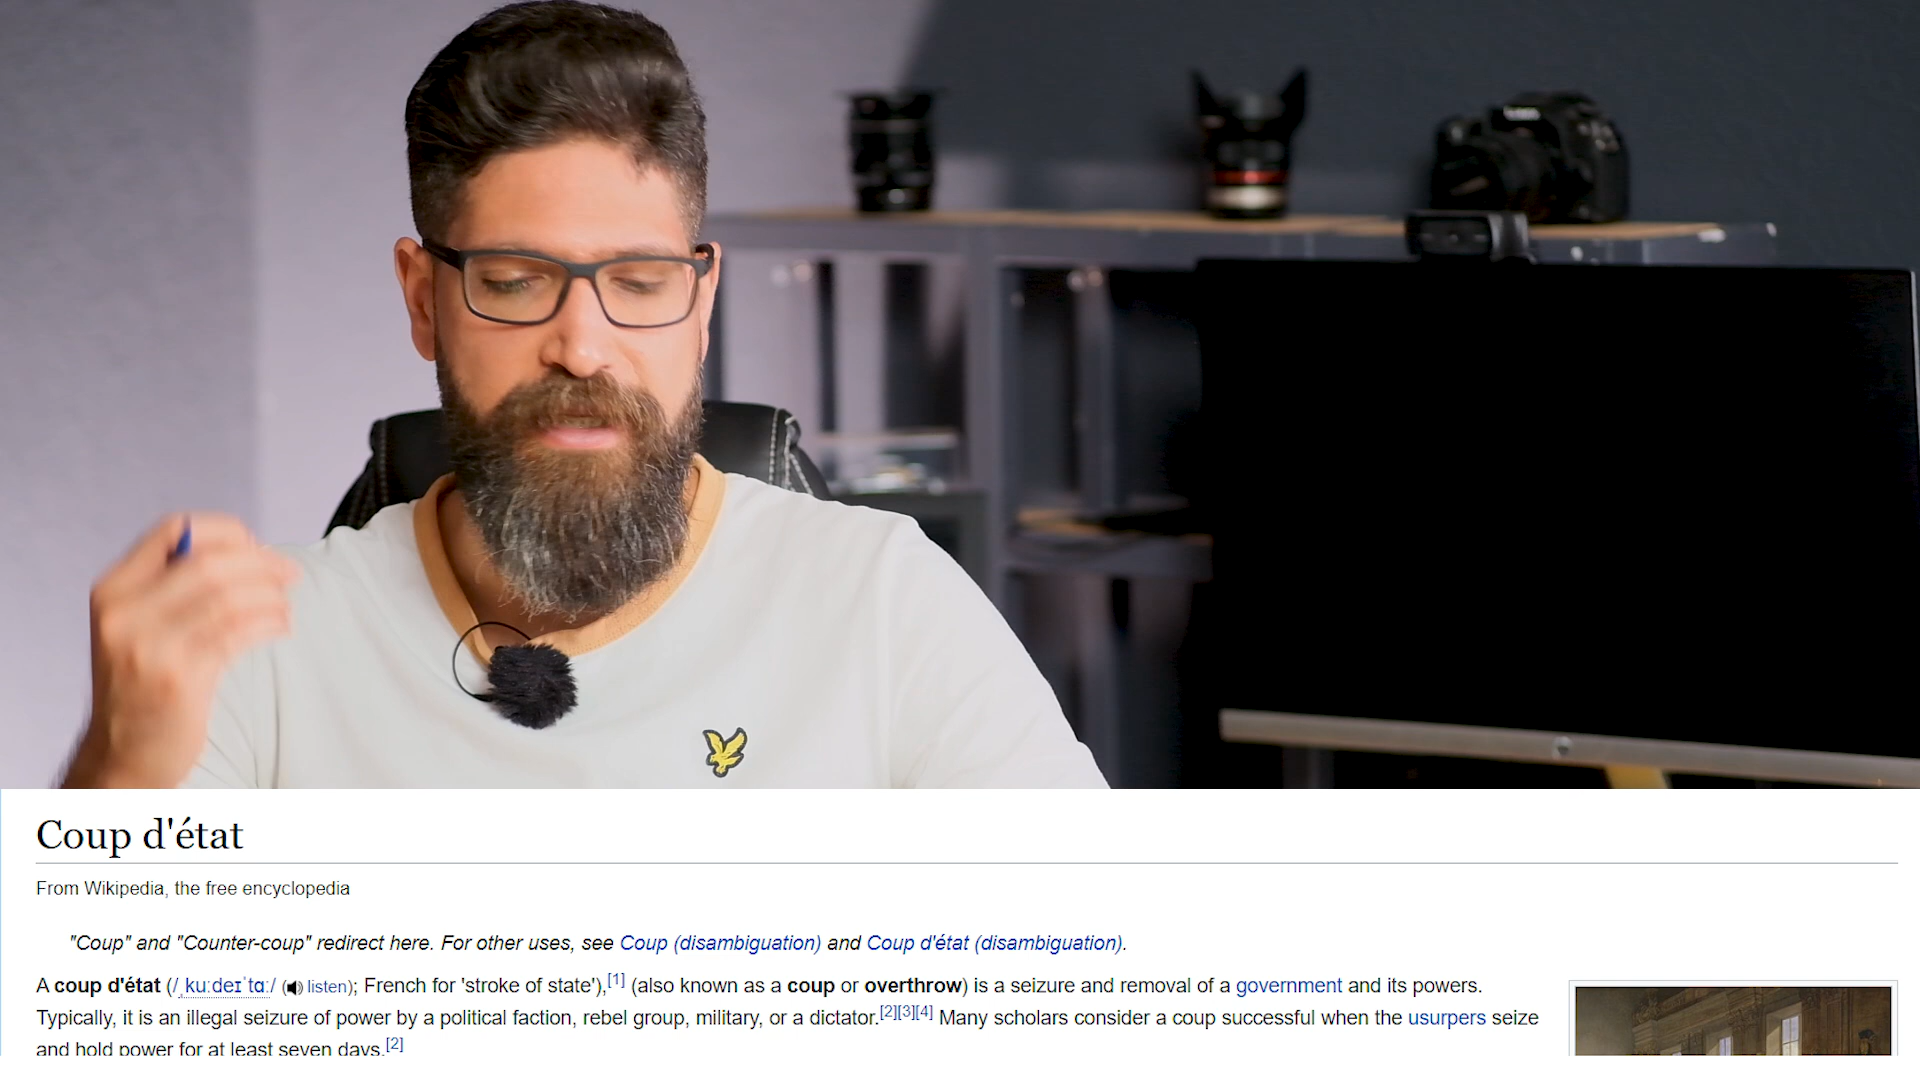 Coup d'état
From Wikipedia, the free encyclopedia
"Coup" and "Counter-coup" redirect here. For other uses, see Coup (disambiguation) and Coup d'état (disambiguation).
A coup d'état (/ˌkuːdeɪˈtɑː/ (listen); French for 'stroke of state'),[1] (also known as a coup or overthrow) is a seizure and removal of a government and its powers.
Typically, it is an illegal seizure of power by a political faction, rebel group, military, or a dictator.[2][3][4] Many scholars consider a coup successful when the usurpers seize
and hold power for at least seven days.[2]